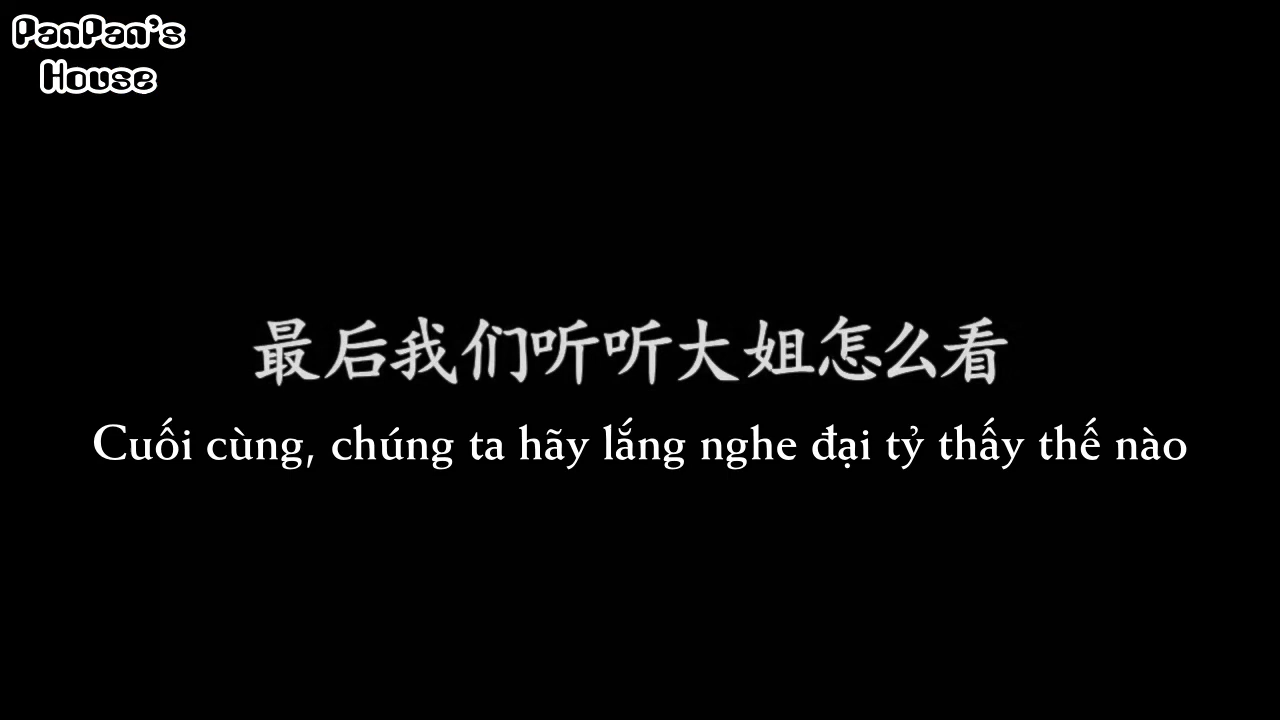 PanPan's
House
最后我们听听大姐怎么看
Cuối cùng, chúng ta hãy lắng nghe đại tỷ thấy thế nào